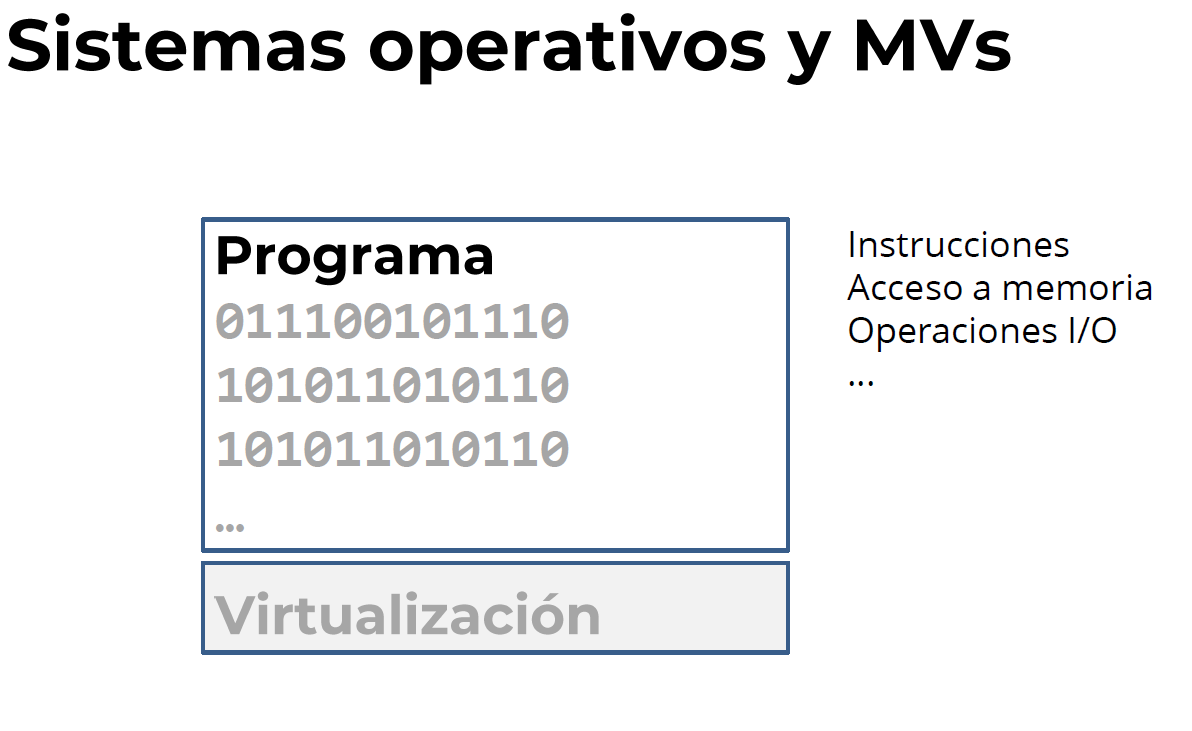 Sistemas operativos y MVs
Programa
011100101110
101011010110
101011010110
...
Virtualización
Instrucciones
Acceso a memoria
Operaciones I/O
...